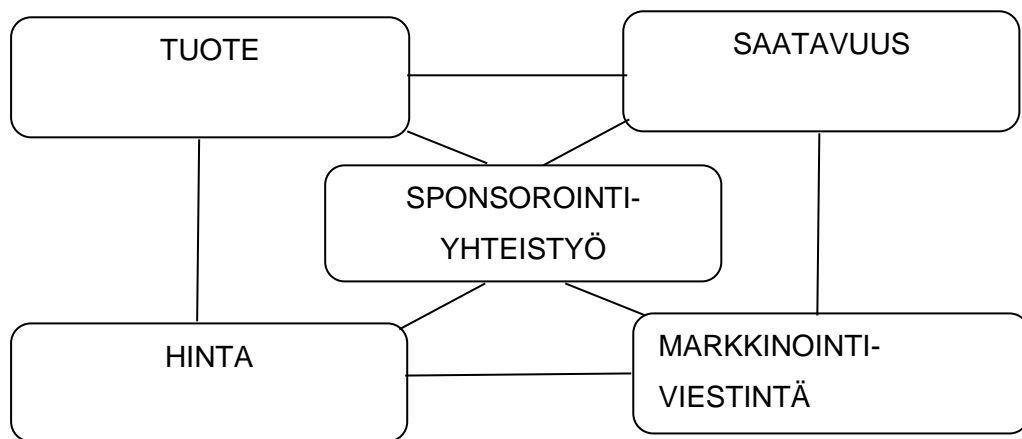 TUOTE
SAATAVUUS
SPONSOROINTI-
YHTEISTYÖ
HINTA
MARKKINOINTI-
VIESTINTÄ